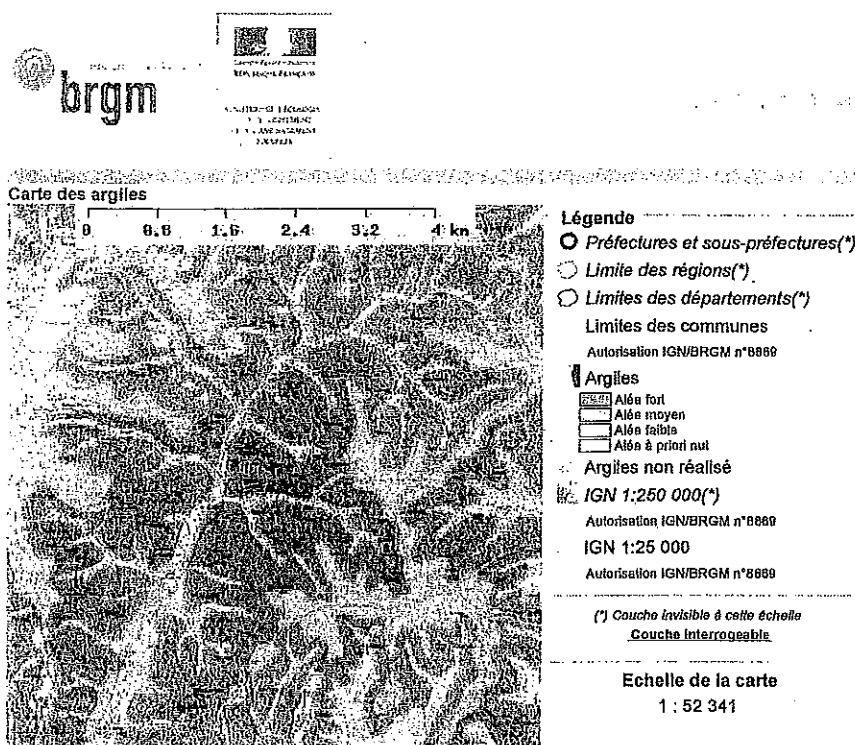 brgm
RÉPUBLIQUE FRANÇAISE
Carte des argiles
0 0.8 1.6 2.4 3.2 4 km
Légende
Préfectures et sous-préfectures(*)
Limite des régions(*)
Limites des départements(*)
Limites des communes
Autorisation IGN/BRGM n°8869
Argiles
Aléa fort
Aléa moyen
Aléa faible
Aléa à priori nul
Argiles non réalisé
IGN 1:250 000(*)
Autorisation IGN/BRGM n°8869
IGN 1:25 000
Autorisation IGN/BRGM n°8869
(*) Couche invisible à cette échelle
Couche interrogeable
Echelle de la carte
1 : 52 341